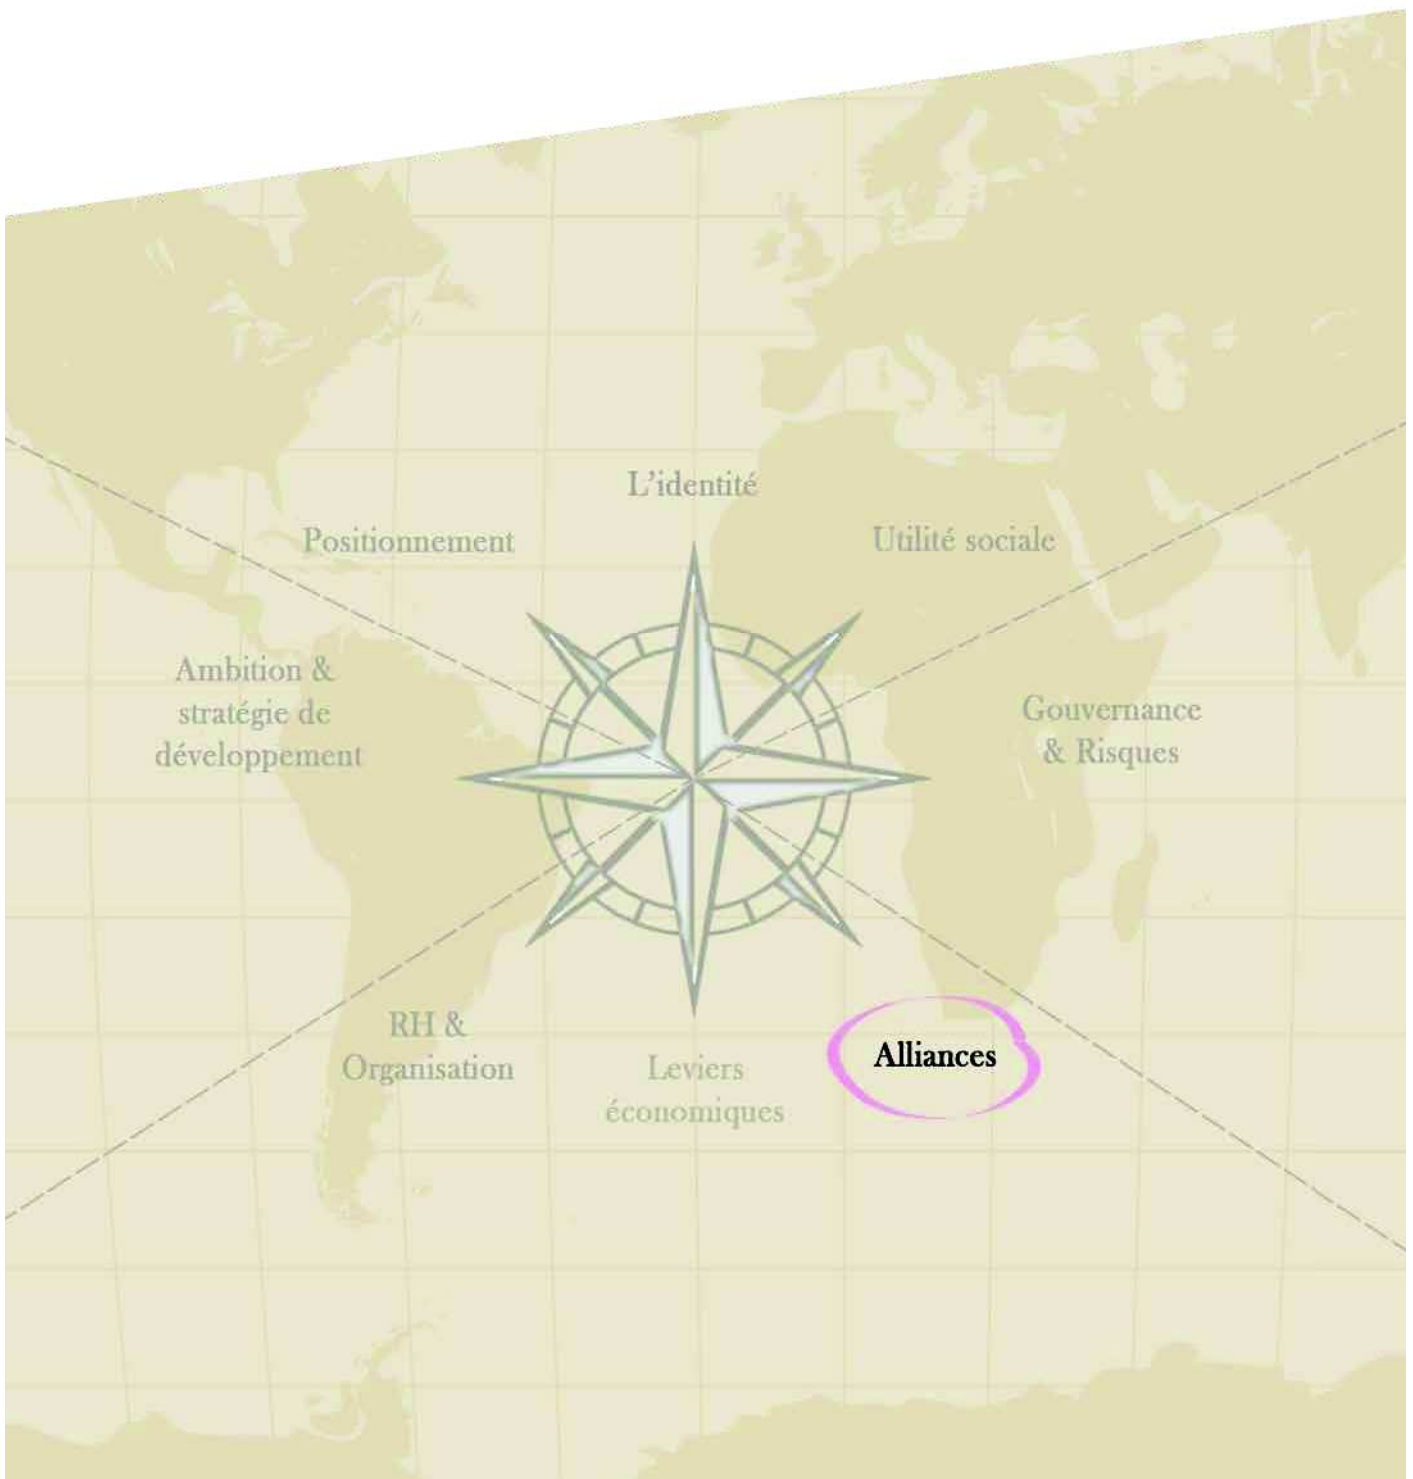 L'identité
Positionnement
Utilité sociale
Ambition &
stratégie de
développement
Gouvernance
& Risques
RH &
Organisation
Leviers
économiques
Alliances